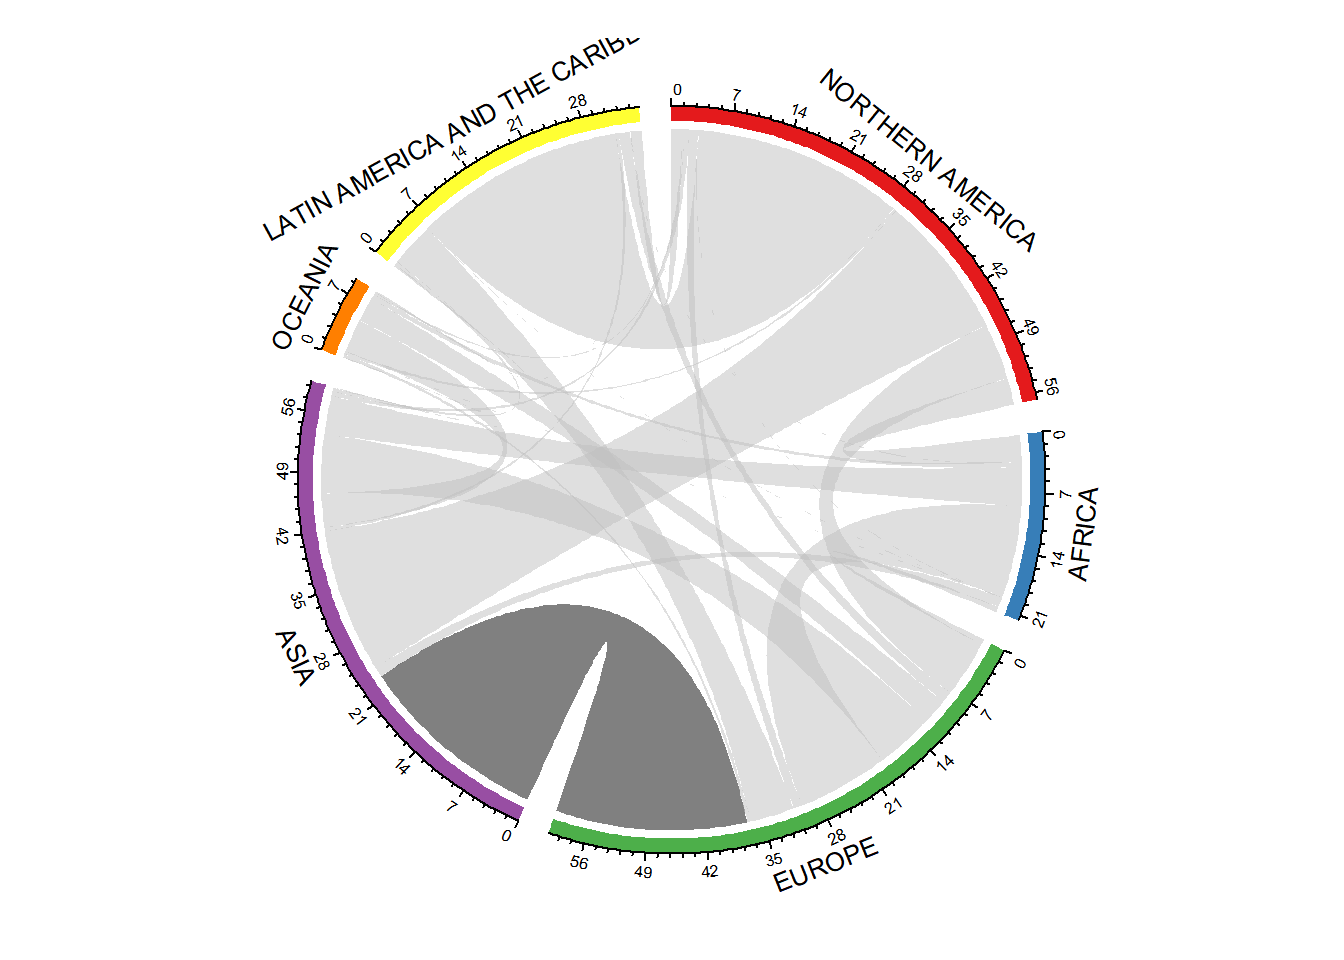 LATIN AMERICA AND THE CARIBE
0 7 14 21 28
NORTHERN AMERICA
0 7 14 21 28 35 42 49 56
AFRICA
0 7 14 21
EUROPE
0 7 14 21 28 35 42 49 56
ASIA
0 7 14 21 28 35 42 49 56
OCEANIA
0 7